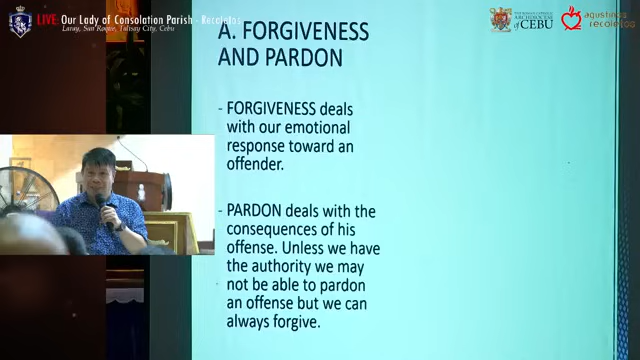 LIVE: Our Lady of Consolation Parish - Recoletos
Laray, San Roque, Talisay City, Cebu
ARCHDIOCESE
of CEBU
agustinos
recoletos
A. FORGIVENESS
AND PARDON
- FORGIVENESS deals
with our emotional
response toward an
offender.
- PARDON deals with the
consequences of his
offense. Unless we have
the authority we may
not be able to pardon
an offense but we can
always forgive.